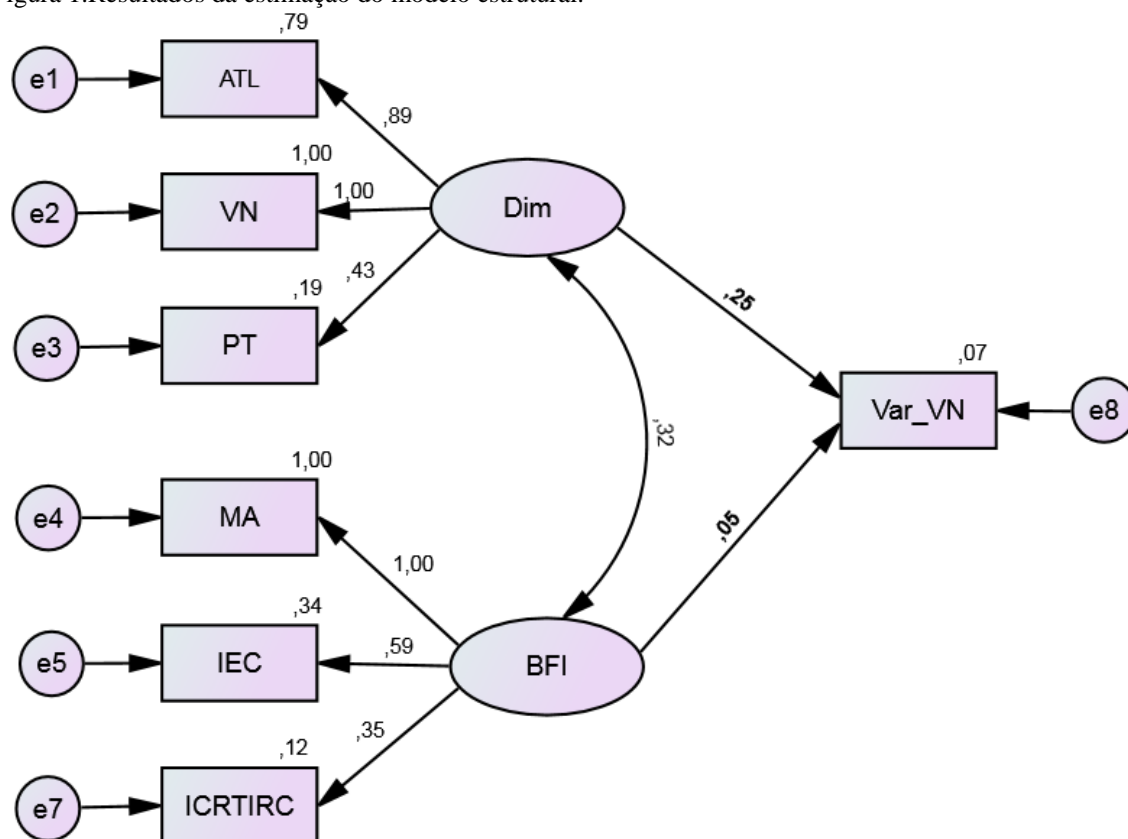 igura 1.Resultados da estimação do modelo estrutural.
,79
e1
ATL
,89
1,00
e2
VN
1,00
Dim
,43
,19
e3
PT
,25
,07
Var_VN
e8
,32
1,00
e4
MA
1,00
,05
,34
e5
IEC
,59
BFI
,35
,12
e7
ICRTIRC